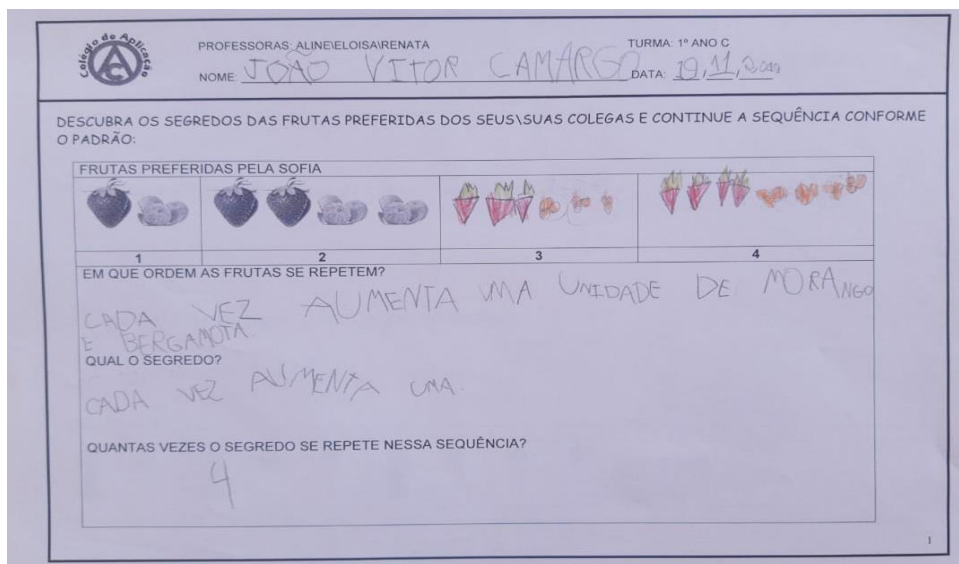 Colégio de Aplicação
AC
PROFESSORAS: ALINE\ELOISA\RENATA
TURMA: 1º ANO C
NOME: JOÃO VITOR CAMARGO DATA: 19,11,2019
DESCUBRA OS SEGREDOS DAS FRUTAS PREFERIDAS DOS SEUS\SUAS COLEGAS E CONTINUE A SEQUÊNCIA CONFORME
O PADRÃO:
FRUTAS PREFERIDAS PELA SOFIA
1 2 3 4
EM QUE ORDEM AS FRUTAS SE REPETEM?
CADA VEZ AUMENTA UMA UNIDADE DE MORANGO
E BERGAMOTA.
QUAL O SEGREDO?
CADA VEZ AUMENTA UMA.
QUANTAS VEZES O SEGREDO SE REPETE NESSA SEQUÊNCIA?
4
1